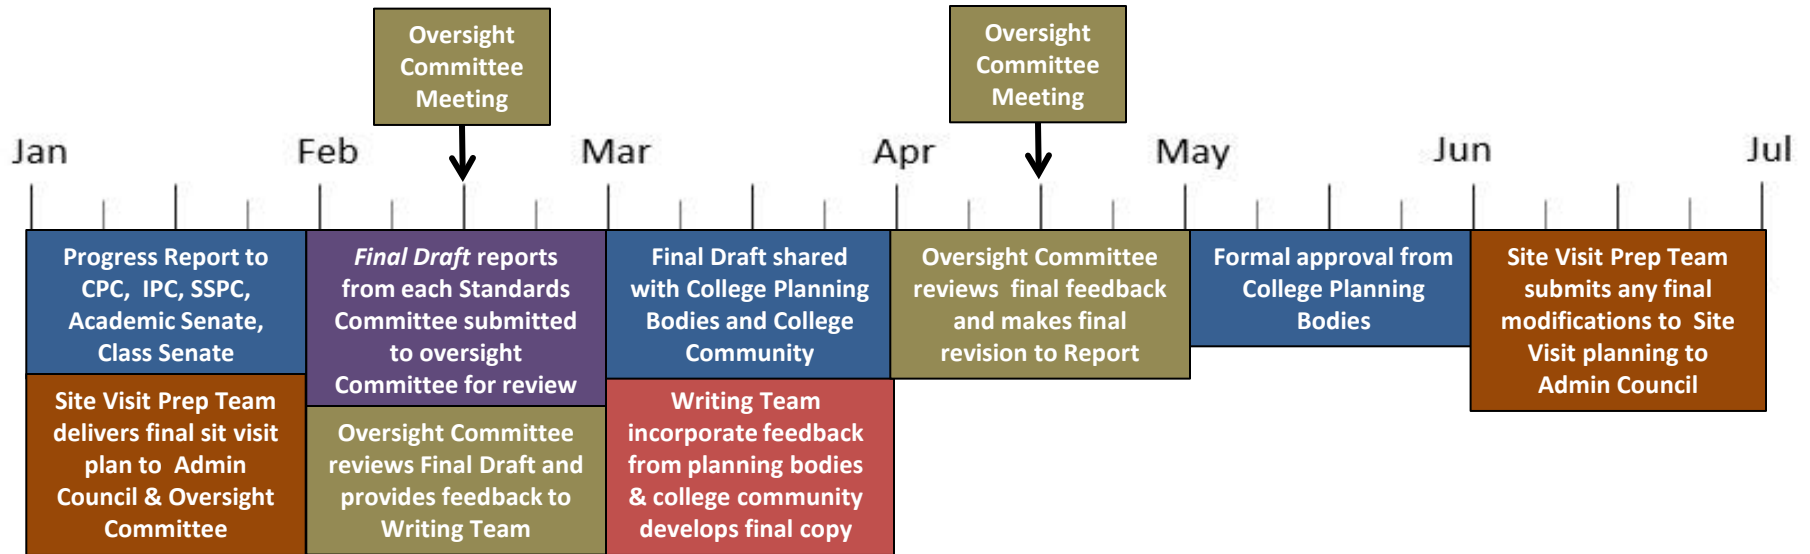 Oversight
Committee
Meeting
Oversight
Committee
Meeting
Jan
Feb
Mar
Apr
May
Jun
Jul
Progress Report to
CPC, IPC, SSPC,
Academic Senate,
Class Senate
Final Draft reports
from each Standards
Committee submitted
to oversight
Committee for review
Final Draft shared
with College Planning
Bodies and College
Community
Oversight Committee
reviews final feedback
and makes final
revision to Report
Formal approval from
College Planning
Bodies
Site Visit Prep Team
submits any final
modifications to Site
Visit planning to
Admin Council
Site Visit Prep Team
delivers final sit visit
plan to Admin
Council & Oversight
Committee
Oversight Committee
reviews Final Draft and
provides feedback to
Writing Team
Writing Team
incorporate feedback
from planning bodies
& college community
develops final copy